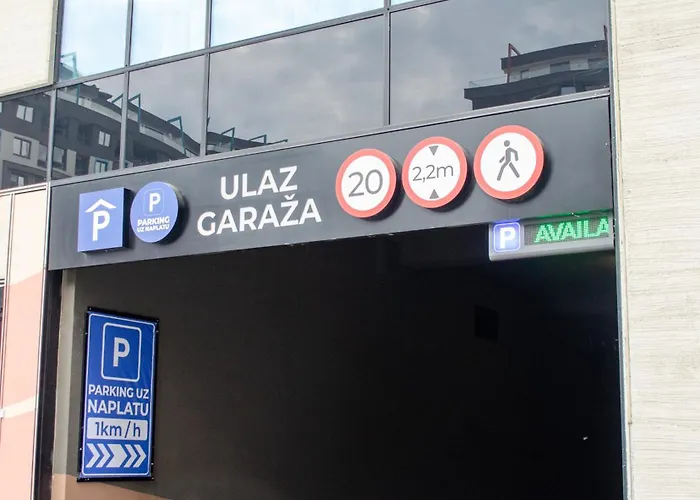 P
P
PARKING
UZ NAPLATU
ULAZ
GARAŽA
20
2,2m
P AVAILA
P
PARKING UZ
NAPLATU
1km/h